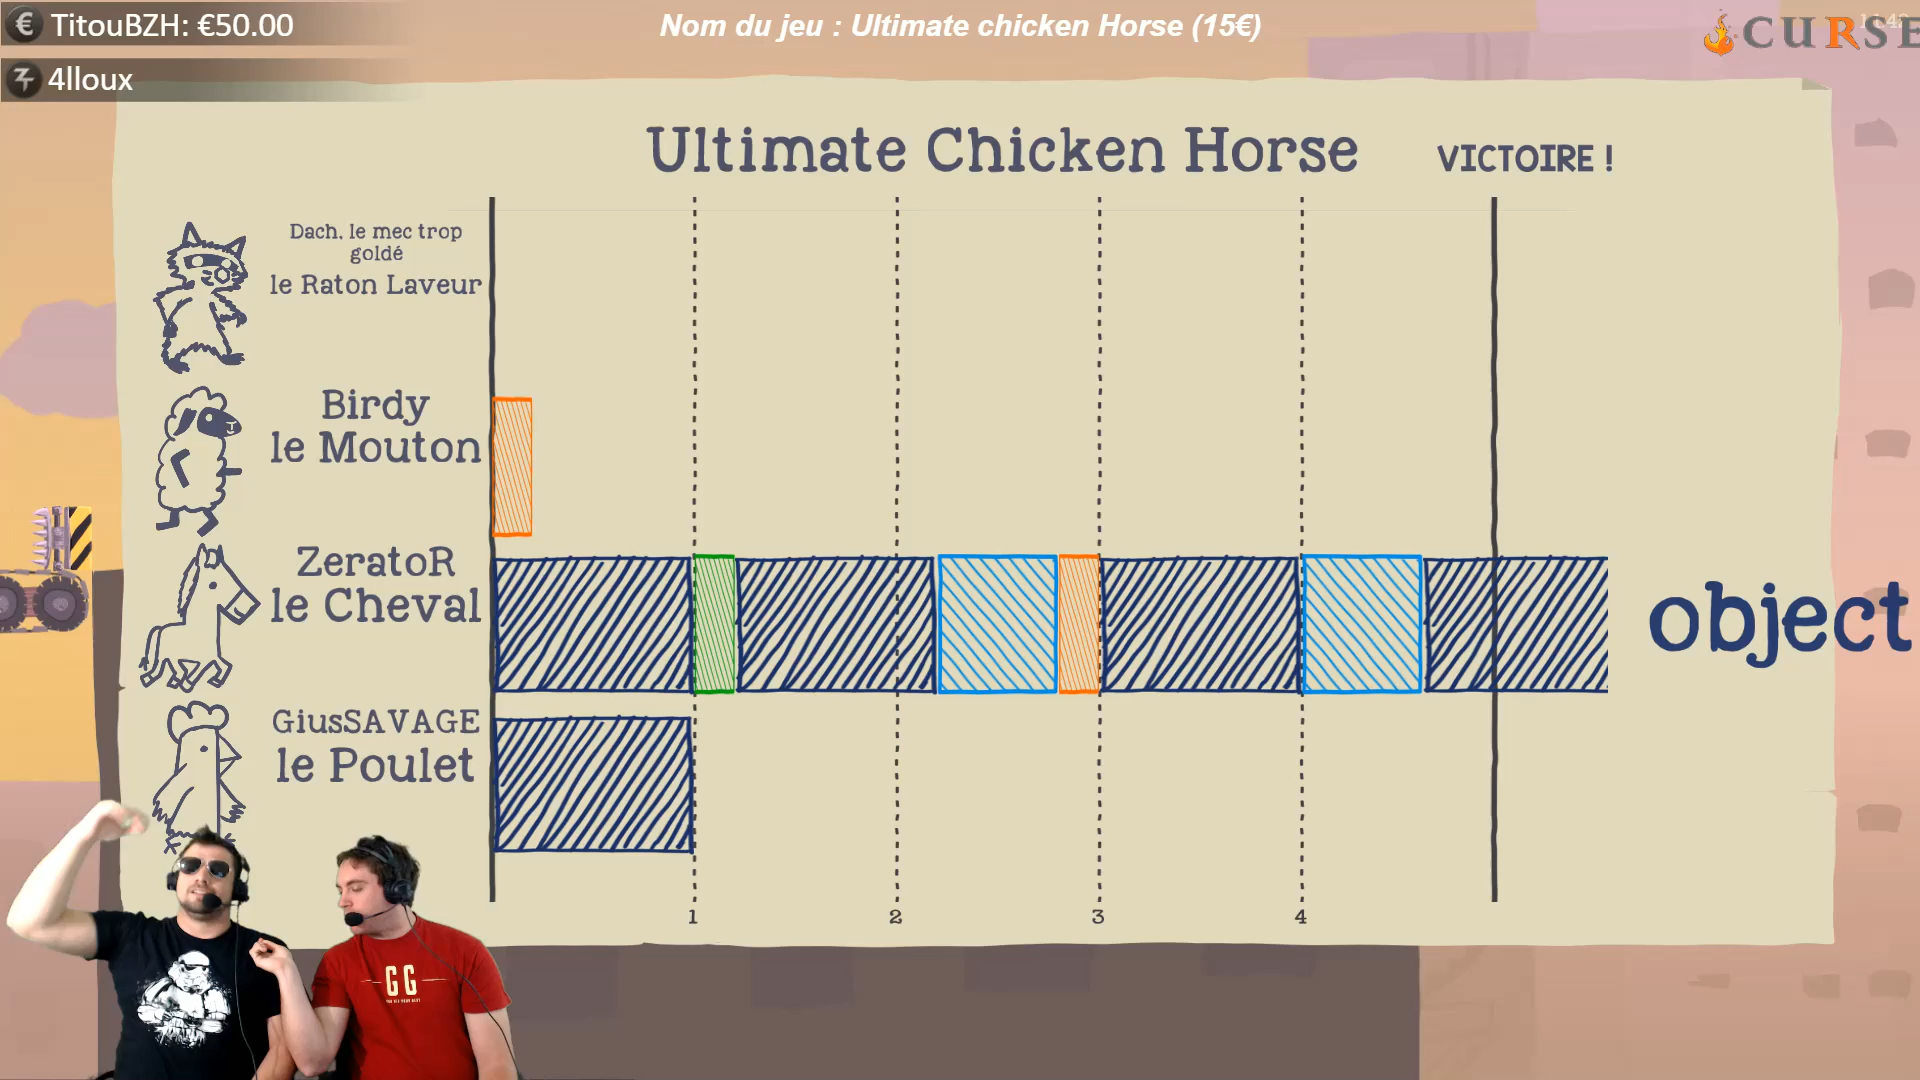 TitouBZH: €50.00
4lloux
Nom du jeu : Ultimate chicken Horse (15€)
CURSE
Ultimate Chicken Horse
VICTOIRE !
Dach, le mec trop
goldé
le Raton Laveur
Birdy
le Mouton
ZeratoR
le Cheval
object
GiusSAVAGE
le Poulet
1
2
3
4
GG